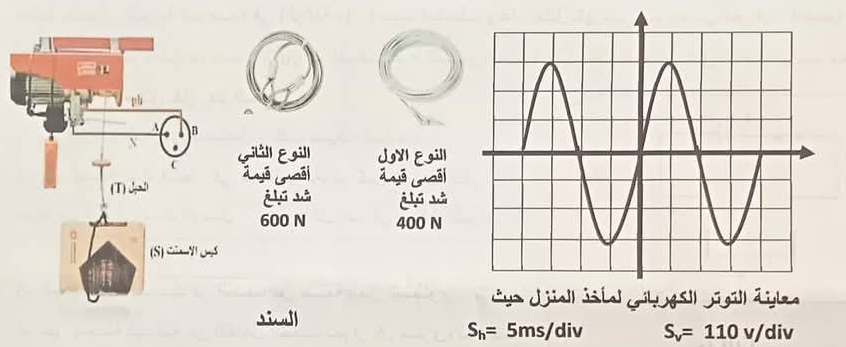 ph
A
B
N
C
الحبل (T)
كيس الاسمنت (S)
النوع الثاني
أقصى قيمة
شد تبلغ
600 N
النوع الاول
أقصى قيمة
شد تبلغ
400 N
معاينة التوتر الكهربائي لمأخذ المنزل حيث
Sh= 5ms/div
Sv= 110 v/div
السند